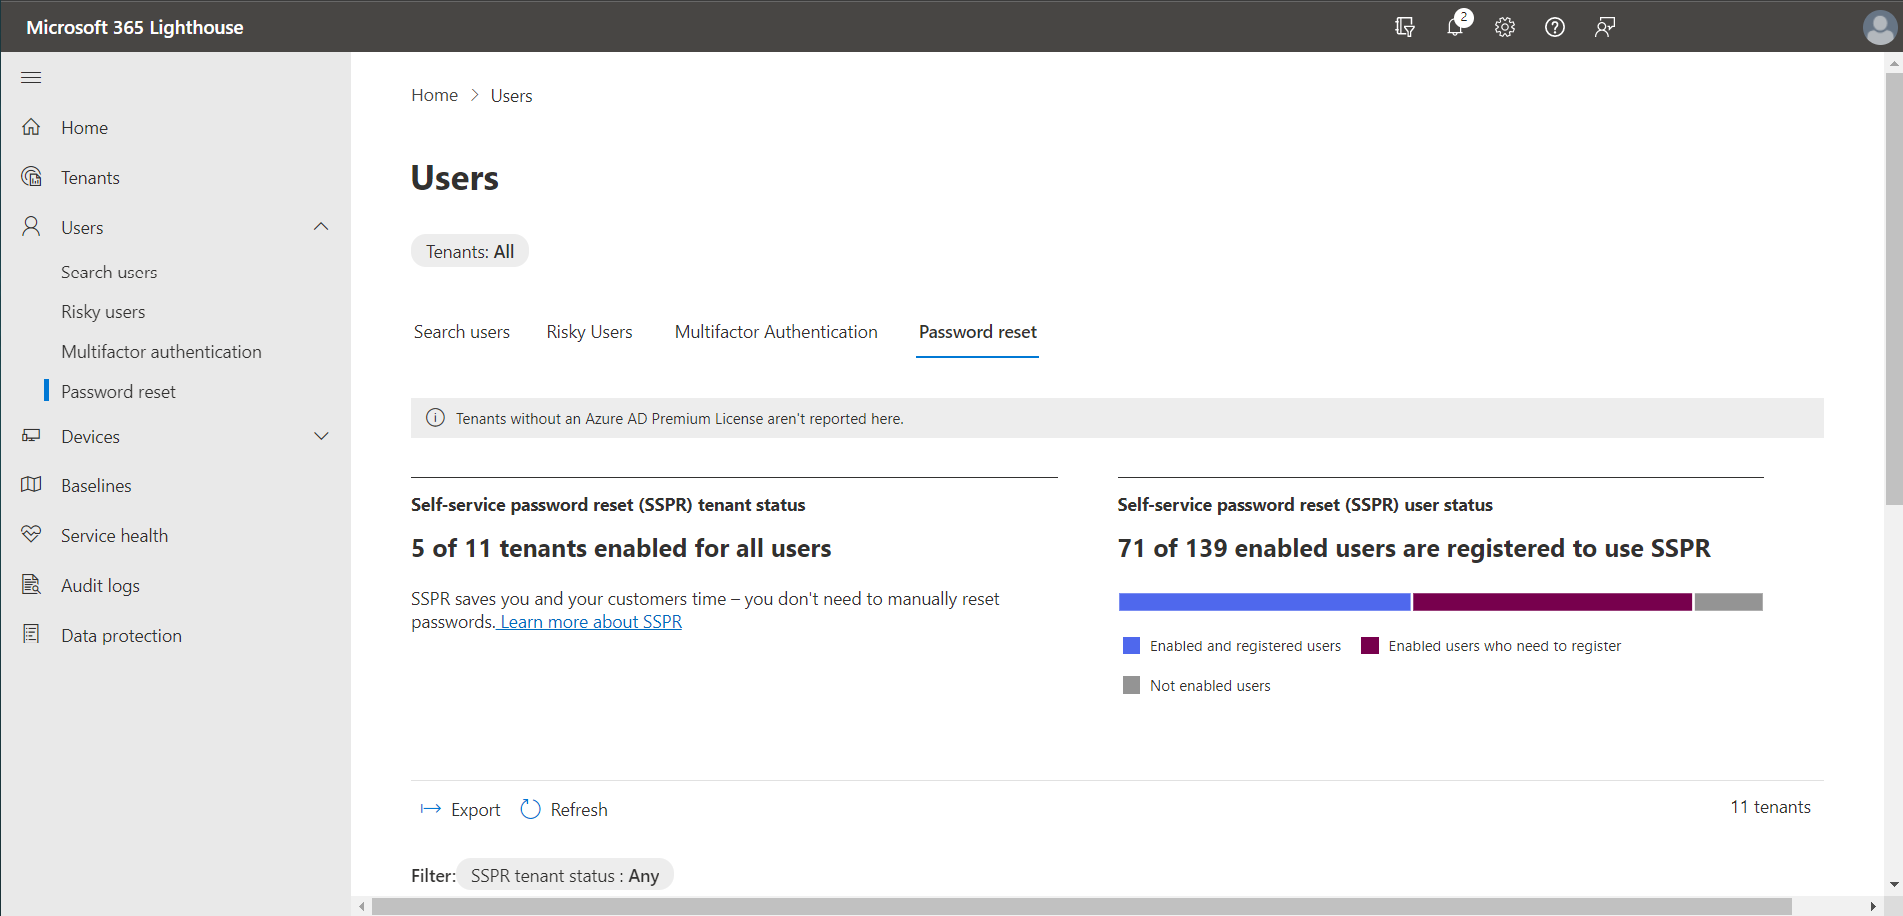 Microsoft 365 Lighthouse
2
Home
Tenants
Users
Search users
Risky users
Multifactor authentication
Password reset
Devices
Baselines
Service health
Audit logs
Data protection
Home > Users
Users
Tenants: All
Search users Risky Users Multifactor Authentication Password reset
Tenants without an Azure AD Premium License aren't reported here.
Self-service password reset (SSPR) tenant status
5 of 11 tenants enabled for all users
SSPR saves you and your customers time – you don't need to manually reset
passwords. Learn more about SSPR
Self-service password reset (SSPR) user status
71 of 139 enabled users are registered to use SSPR
Enabled and registered users Enabled users who need to register
Not enabled users
Export Refresh 11 tenants
Filter: SSPR tenant status : Any